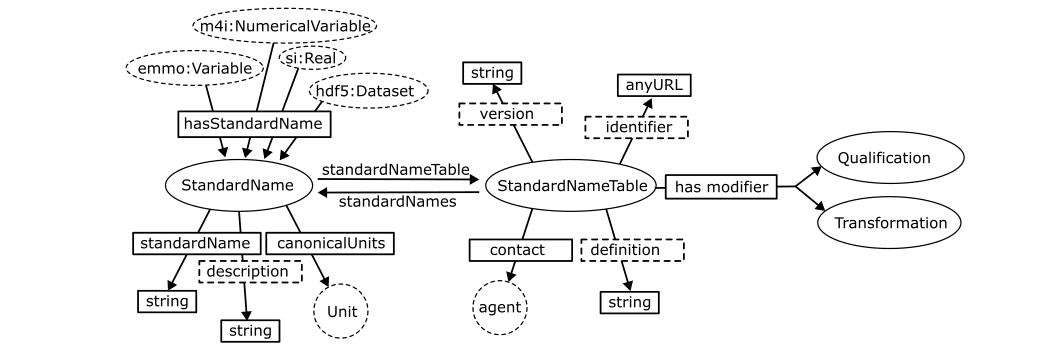 m4i:NumericalVariable
si:Real
emmo:Variable
hdf5:Dataset
hasStandardName
string
anyURL
version
identifier
StandardName
standardNameTable
standardNames
StandardNameTable
has modifier
Qualification
Transformation
standardName
canonicalUnits
description
contact
definition
string
string
Unit
agent
string